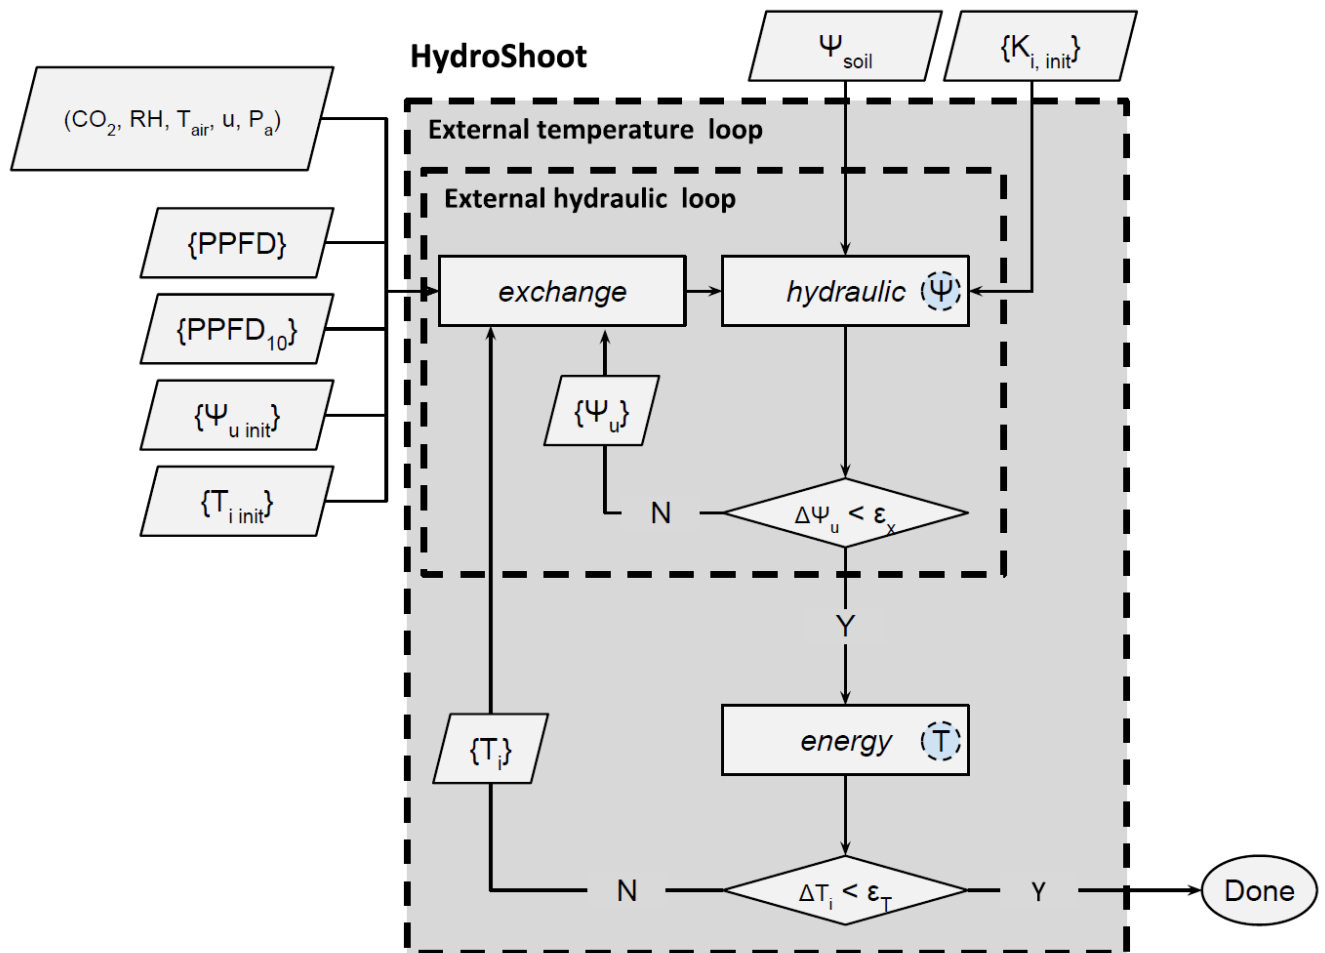 HydroShoot
Ψsoil
{Ki, init}
(CO2, RH, Tair, u, Pa)
External temperature loop
External hydraulic loop
{PPFD}
exchange
hydraulic Ψ
{PPFD10}
{Ψu init}
{Ψu}
{Ti init}
N
ΔΨu < εx
Y
energy T
{Ti}
N
ΔTi < εT
Y
Done